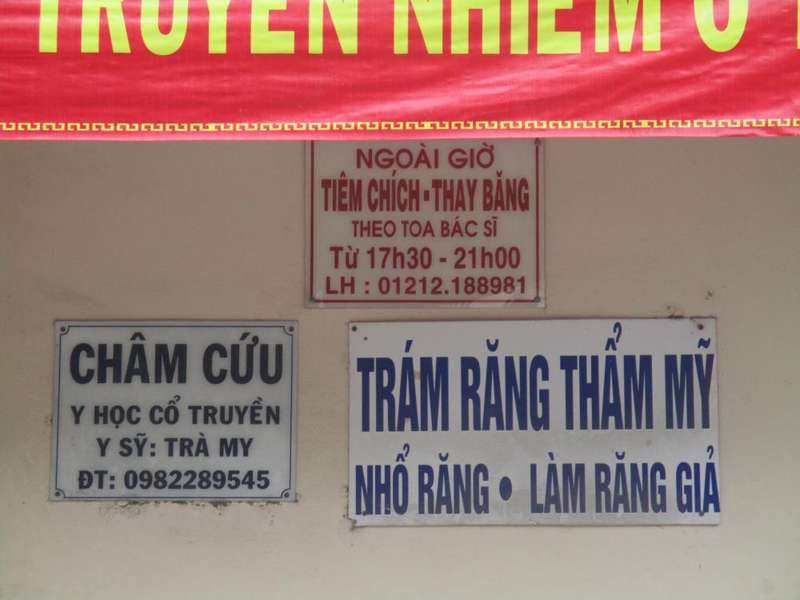 TRUYỀN NHIỄM Ở
NGOÀI GIỜ
TIÊM CHÍCH - THAY BĂNG
THEO TOA BÁC SĨ
Từ 17h30 - 21h00
LH : 01212.188981
CHÂM CỨU
Y HỌC CỔ TRUYỀN
Y SỸ: TRÀ MY
ĐT: 0982289545
TRÁM RĂNG THẨM MỸ
NHỔ RĂNG • LÀM RĂNG GIẢ